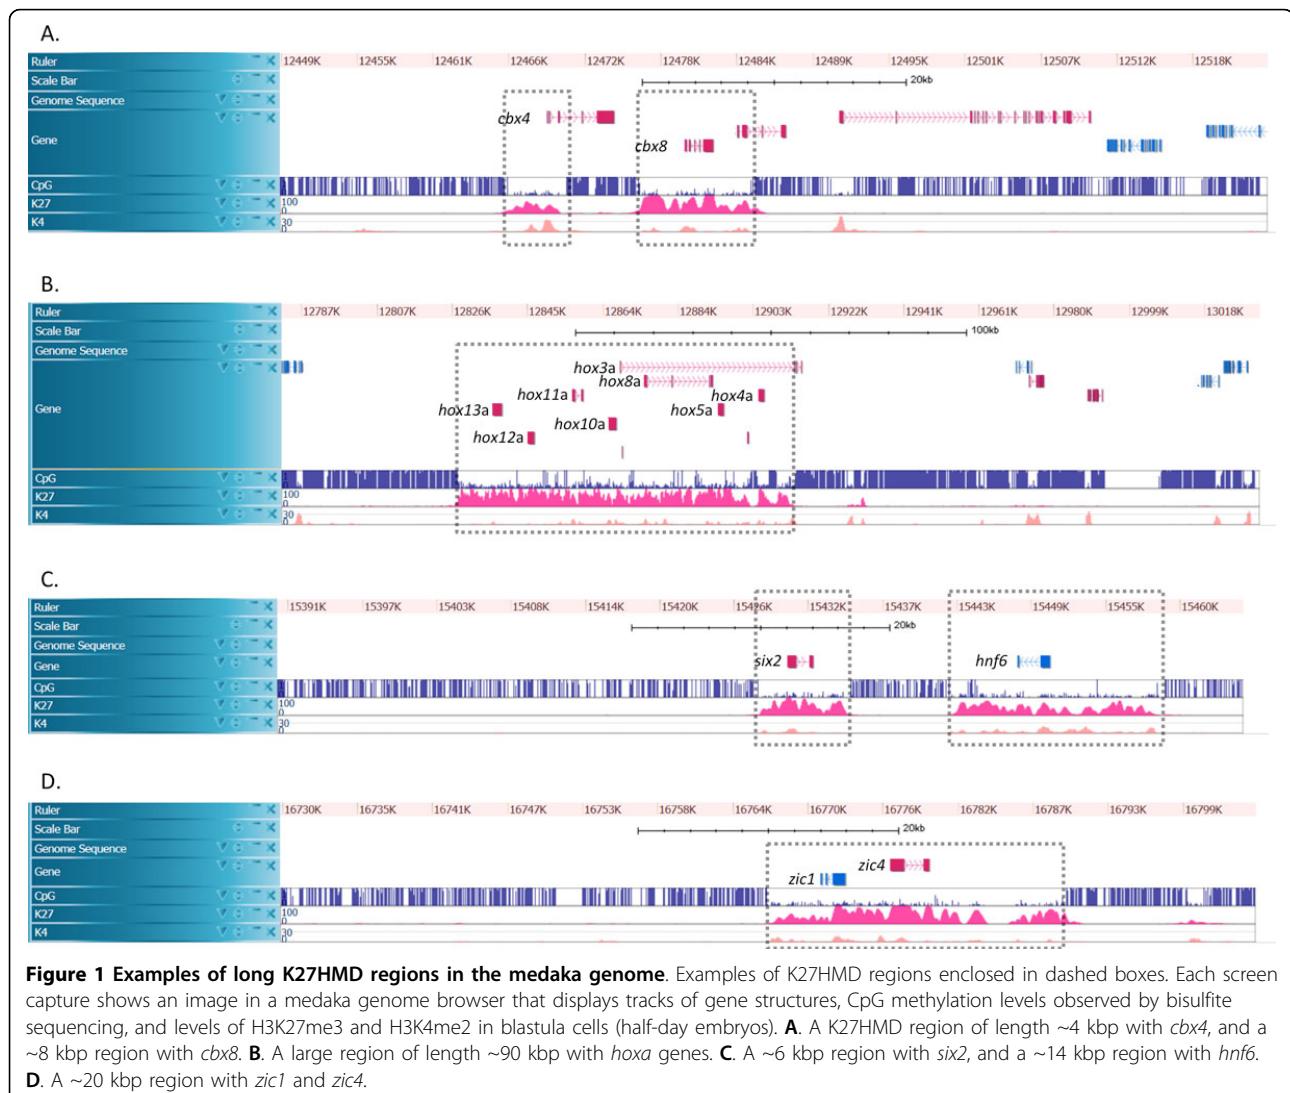 A.
Ruler 12449K 12455K 12461K 12466K 12472K 12478K 12484K 12489K 12495K 12501K 12507K 12512K 12518K
Scale Bar 20kb
Genome Sequence
cbx4
Gene
cbx8
CpG
K27 100
0
K4 30
0
B.
Ruler 12787K 12807K 12826K 12845K 12864K 12884K 12903K 12922K 12941K 12961K 12980K 12999K 13018K
Scale Bar 100kb
Genome Sequence
hox3a
hox8a
hox11a hox4a
Gene hox13a hox5a
hox10a
hox12a
CpG
K27 100
0
K4 30
0
C.
Ruler 15391K 15397K 15403K 15408K 15414K 15420K 15426K 15432K 15437K 15443K 15449K 15455K 15460K
Scale Bar 20kb
Genome Sequence
Gene six2 hnf6
CpG
K27 100
0
K4 30
0
D.
Ruler 16730K 16735K 16741K 16747K 16753K 16758K 16764K 16770K 16776K 16782K 16787K 16793K 16799K
Scale Bar 20kb
Genome Sequence
Gene zic4
zic1
CpG
K27 100
0
K4 30
0
Figure 1 Examples of long K27HMD regions in the medaka genome. Examples of K27HMD regions enclosed in dashed boxes. Each screen
capture shows an image in a medaka genome browser that displays tracks of gene structures, CpG methylation levels observed by bisulfite
sequencing, and levels of H3K27me3 and H3K4me2 in blastula cells (half-day embryos). A. A K27HMD region of length ~4 kbp with cbx4, and a
~8 kbp region with cbx8. B. A large region of length ~90 kbp with hoxa genes. C. A ~6 kbp region with six2, and a ~14 kbp region with hnf6.
D. A ~20 kbp region with zic1 and zic4.